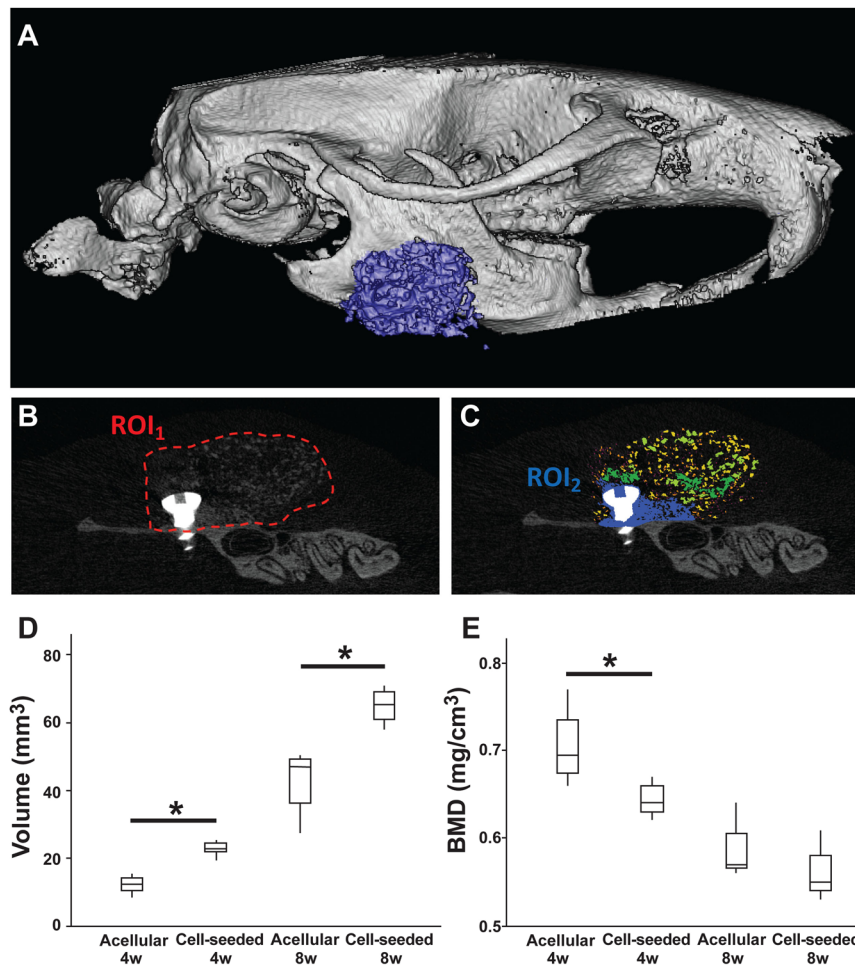 A
B
ROI₁
C
ROI₂
D
Volume (mm³)
80
60
40
20
0
*
*
Acellular
4w
Cell-seeded
4w
Acellular
8w
Cell-seeded
8w
E
BMD (mg/cm³)
0.8
0.7
0.6
0.5
*
Acellular
4w
Cell-seeded
4w
Acellular
8w
Cell-seeded
8w